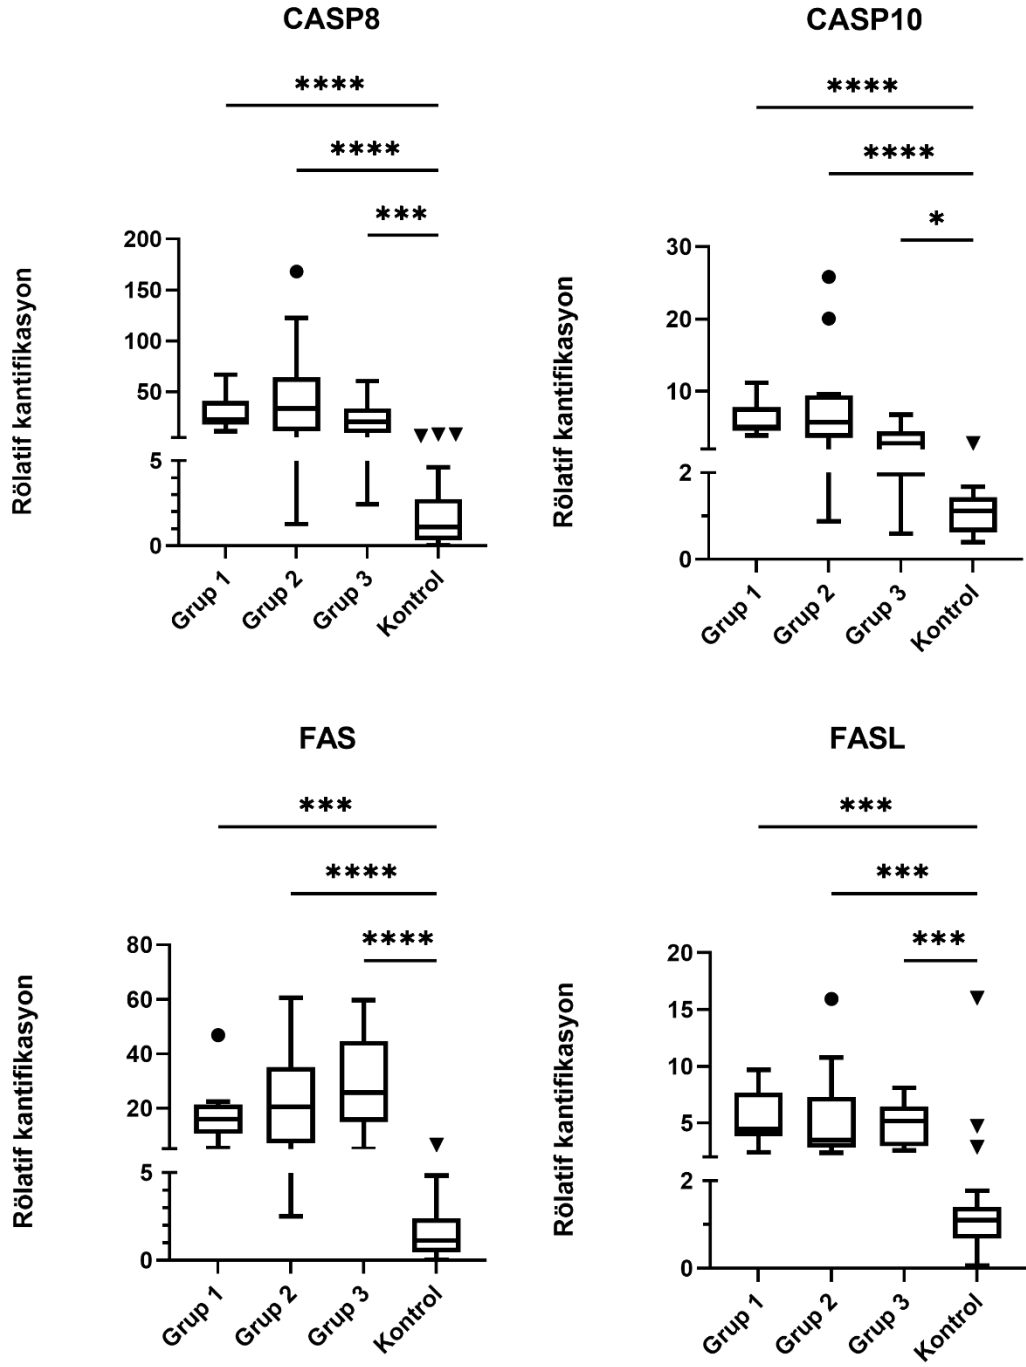 CASP8
****
****
***
Rölatif kantifikasyon
200
150
100
50
5
0
Grup 1
Grup 2
Grup 3
Kontrol
CASP10
****
****
*
Rölatif kantifikasyon
30
20
10
2
0
Grup 1
Grup 2
Grup 3
Kontrol
FAS
***
****
****
Rölatif kantifikasyon
80
60
40
20
5
0
Grup 1
Grup 2
Grup 3
Kontrol
FASL
***
***
***
Rölatif kantifikasyon
20
15
10
5
2
0
Grup 1
Grup 2
Grup 3
Kontrol